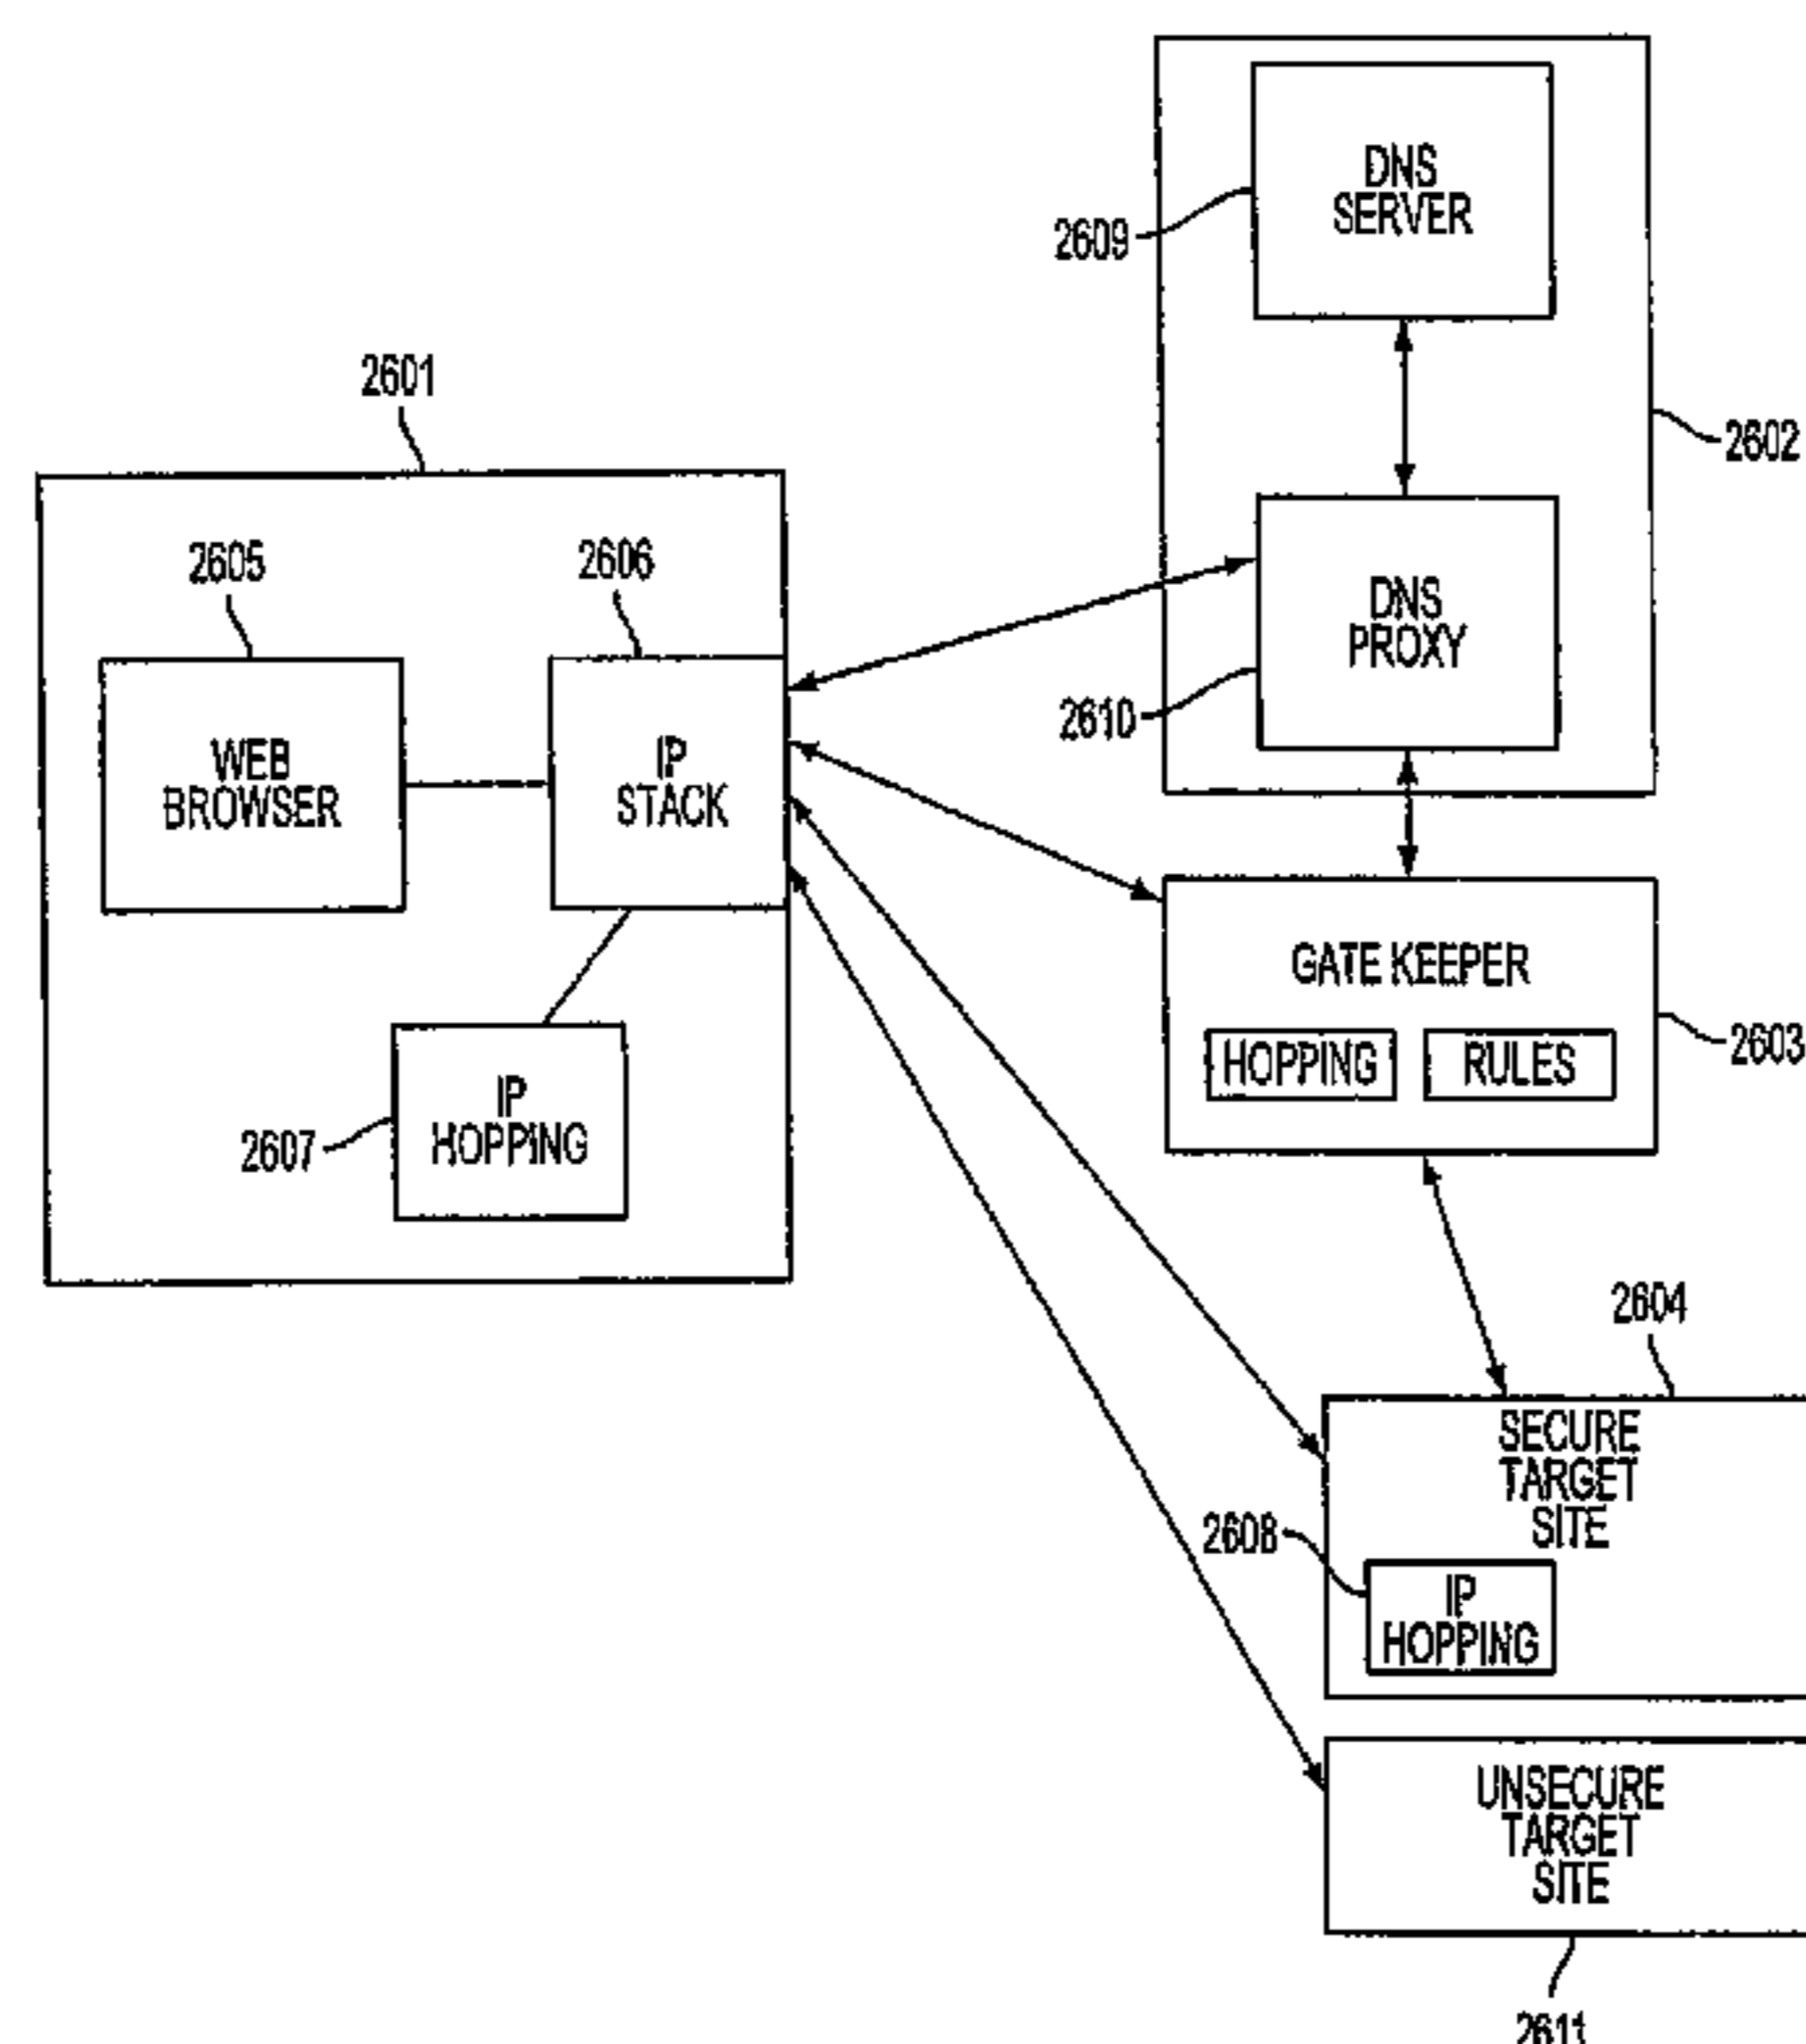 DNS
SERVER
2609
2601
2602
2605
2606
DNS
PROXY
2610
WEB
BROWSER
IP
STACK
GATE KEEPER
HOPPING
RULES
2603
IP
HOPPING
2607
2604
SECURE
TARGET
SITE
2608
IP
HOPPING
UNSECURE
TARGET
SITE
2611